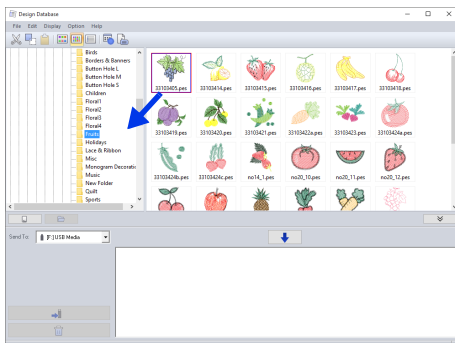 Design Database
File Edit Display Option Help
Birds
Borders & Banners
Button Hole L
Button Hole M
Button Hole S
Children
Floral1
Floral2
Floral3
Floral4
Fruits
Holidays
Lace & Ribbon
Misc
Monogram Decoratic
Music
New Folder
Quilt
Sports
33103405.pes 33103414.pes 33103415.pes 33103416.pes 33103417.pes 33103418.pes
33103419.pes 33103420.pes 33103421.pes 33103422a.pes 33103423.pes 33103424a.pes
33103424b.pes 33103424c.pes no14_1.pes no20_10.pes no20_11.pes no20_12.pes
Send To: [F:] USB Media